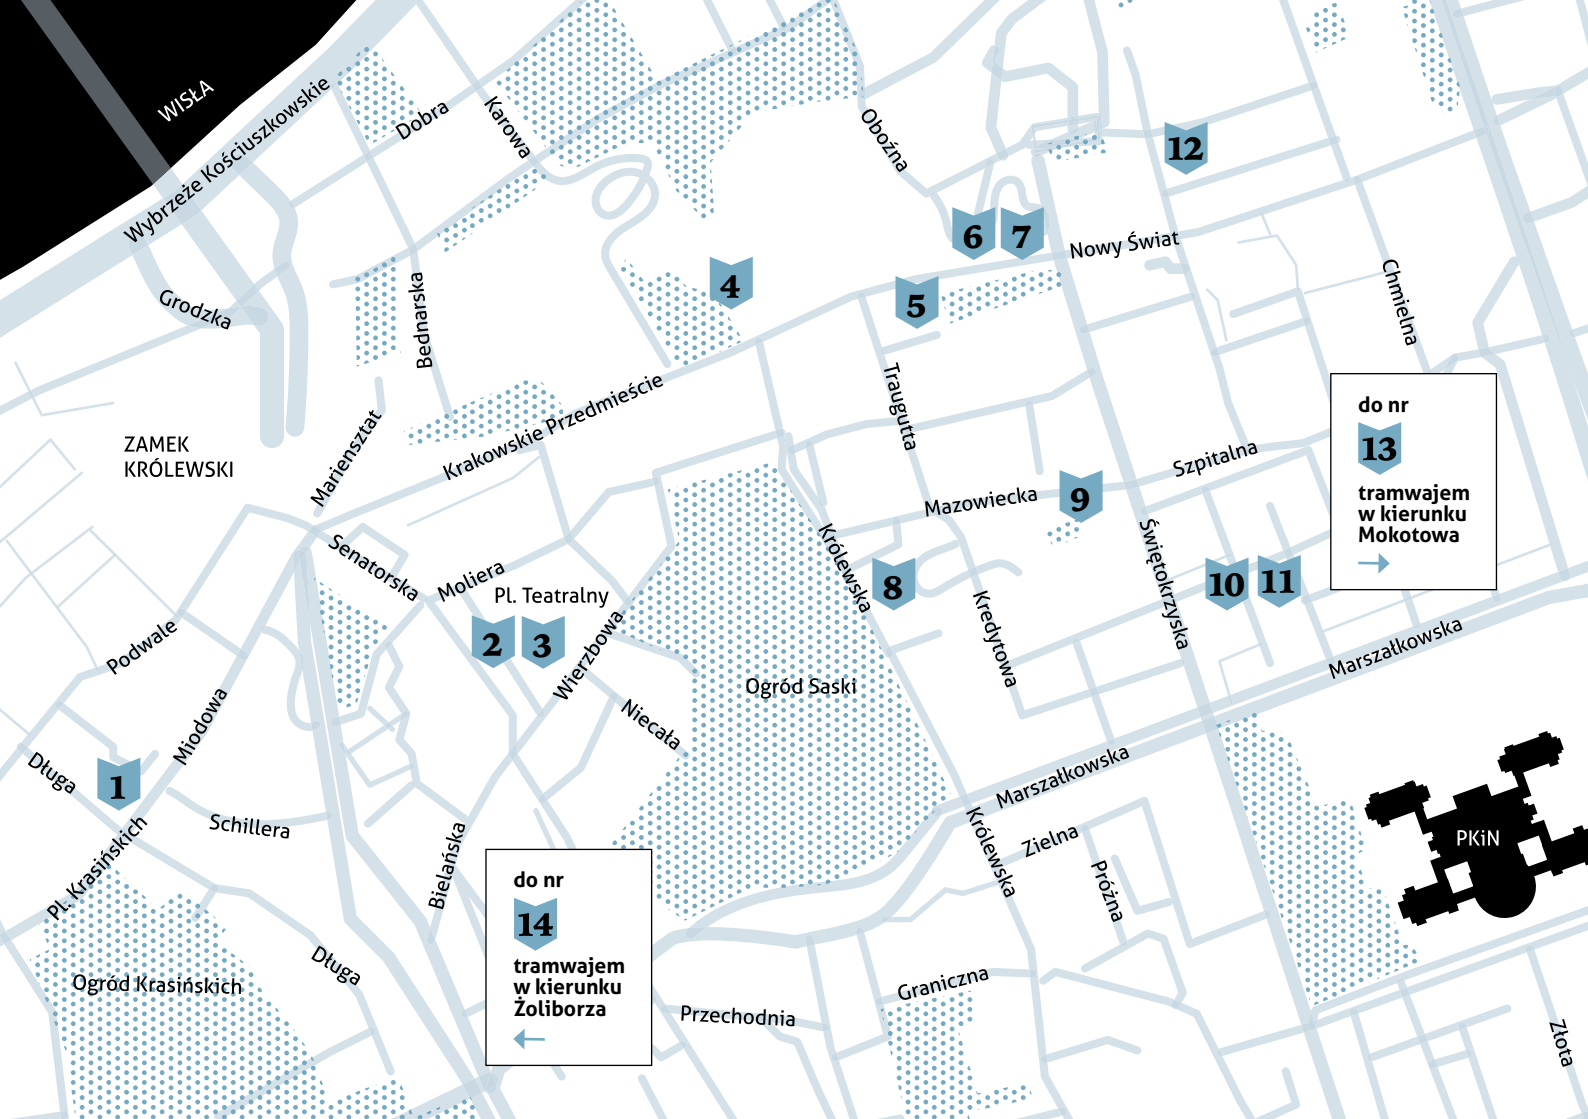 WISŁA
Wybrzeże Kościuszkowskie
Dobra
Karowa
Oboźna
12
6
7
Nowy Świat
4
5
Grodzka
Bednarska
Chmielna
Traugutta
Krakowskie Przedmieście
ZAMEK
KRÓLEWSKI
Mariensztat
do nr
13
tramwajem
w kierunku
Mokotowa
Szpitalna
Mazowiecka
9
Senatorska
Moliera
Pl. Teatralny
2
3
Wierzbowa
Królewska
8
Kredytowa
Świętokrzyska
10
11
Podwale
Miodowa
Niecała
Ogród Saski
Marszałkowska
Długa
1
Schillera
Pl. Krasińskich
Bielańska
Marszałkowska
Królewska
Zielna
Próżna
PKiN
do nr
14
tramwajem
w kierunku
Żoliborza
Ogród Krasińskich
Długa
Przechodnia
Graniczna
Złota